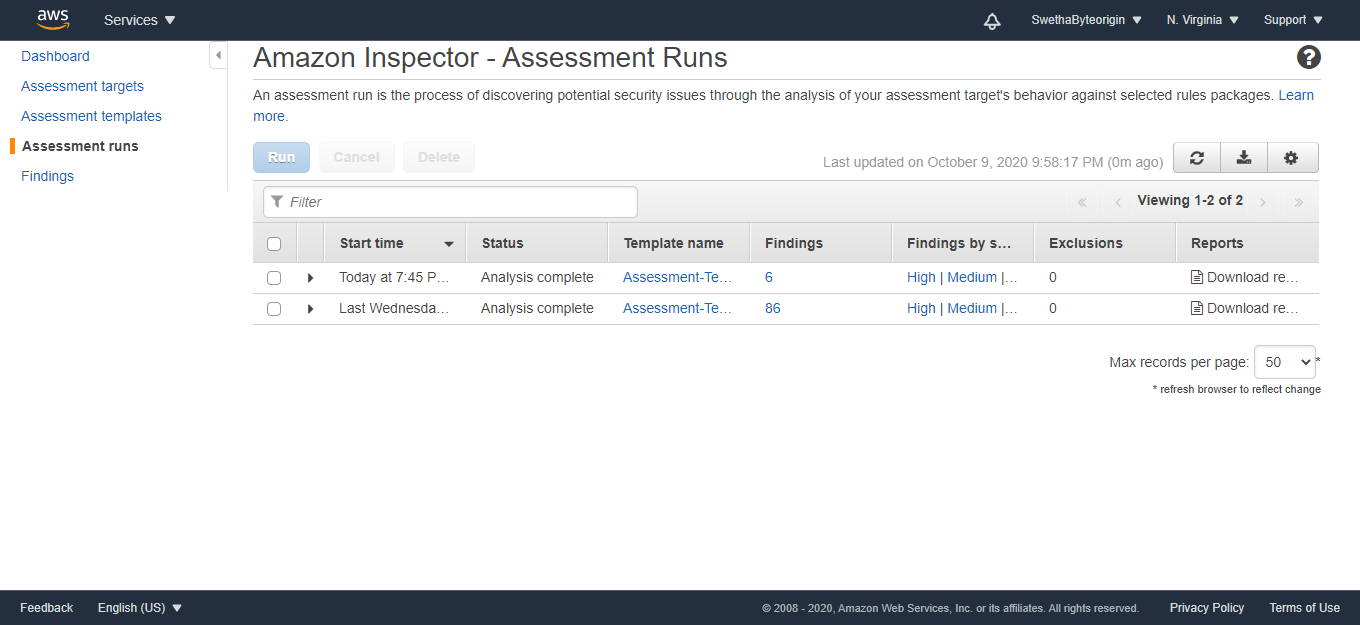 aws
Services
SwethaByteorigin
N. Virginia
Support
Dashboard
Assessment targets
Assessment templates
Assessment runs
Findings
Amazon Inspector - Assessment Runs
An assessment run is the process of discovering potential security issues through the analysis of your assessment target's behavior against selected rules packages. Learn
more.
Run Cancel Delete
Last updated on October 9, 2020 9:58:17 PM (0m ago)
Filter
« ‹ Viewing 1-2 of 2 › »
Start time Status Template name Findings Findings by s... Exclusions Reports
Today at 7:45 P... Analysis complete Assessment-Te... 6 High | Medium |... 0 Download re...
Last Wednesda... Analysis complete Assessment-Te... 86 High | Medium |... 0 Download re...
Max records per page: 50 *
* refresh browser to reflect change
Feedback English (US)
© 2008 - 2020, Amazon Web Services, Inc. or its affiliates. All rights reserved. Privacy Policy Terms of Use